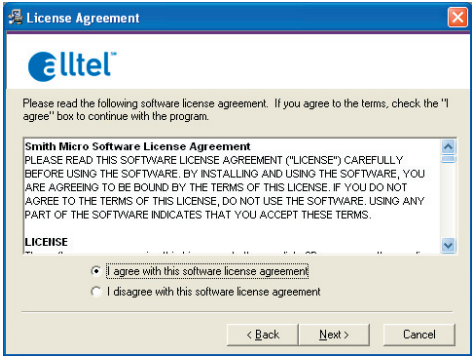 License Agreement
alltel
Please read the following software license agreement. If you agree to the terms, check the "I
agree" box to continue with the program.
Smith Micro Software License Agreement
PLEASE READ THIS SOFTWARE LICENSE AGREEMENT ("LICENSE") CAREFULLY
BEFORE USING THE SOFTWARE. BY INSTALLING AND USING THE SOFTWARE, YOU
ARE AGREEING TO BE BOUND BY THE TERMS OF THIS LICENSE. IF YOU DO NOT
AGREE TO THE TERMS OF THIS LICENSE, DO NOT USE THE SOFTWARE. USING ANY
PART OF THE SOFTWARE INDICATES THAT YOU ACCEPT THESE TERMS.
LICENSE
I agree with this software license agreement
I disagree with this software license agreement
< Back Next > Cancel